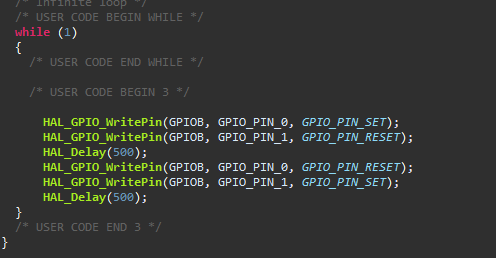 /* Infinite loop */
/* USER CODE BEGIN WHILE */
while (1)
{
/* USER CODE END WHILE */
/* USER CODE BEGIN 3 */
HAL_GPIO_WritePin(GPIOB, GPIO_PIN_0, GPIO_PIN_SET);
HAL_GPIO_WritePin(GPIOB, GPIO_PIN_1, GPIO_PIN_RESET);
HAL_Delay(500);
HAL_GPIO_WritePin(GPIOB, GPIO_PIN_0, GPIO_PIN_RESET);
HAL_GPIO_WritePin(GPIOB, GPIO_PIN_1, GPIO_PIN_SET);
HAL_Delay(500);
}
/* USER CODE END 3 */
}